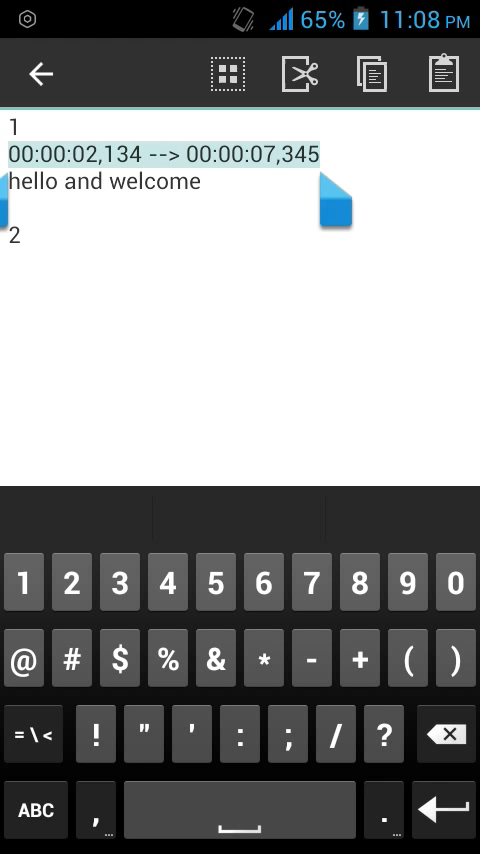 65% 11:08 PM
1
00:00:02,134 --> 00:00:07,345
hello and welcome
2
1 2 3 4 5 6 7 8 9 0
@ # $ % & * - + ( )
= \ < ! " ' : ; / ?
ABC , ... . ...